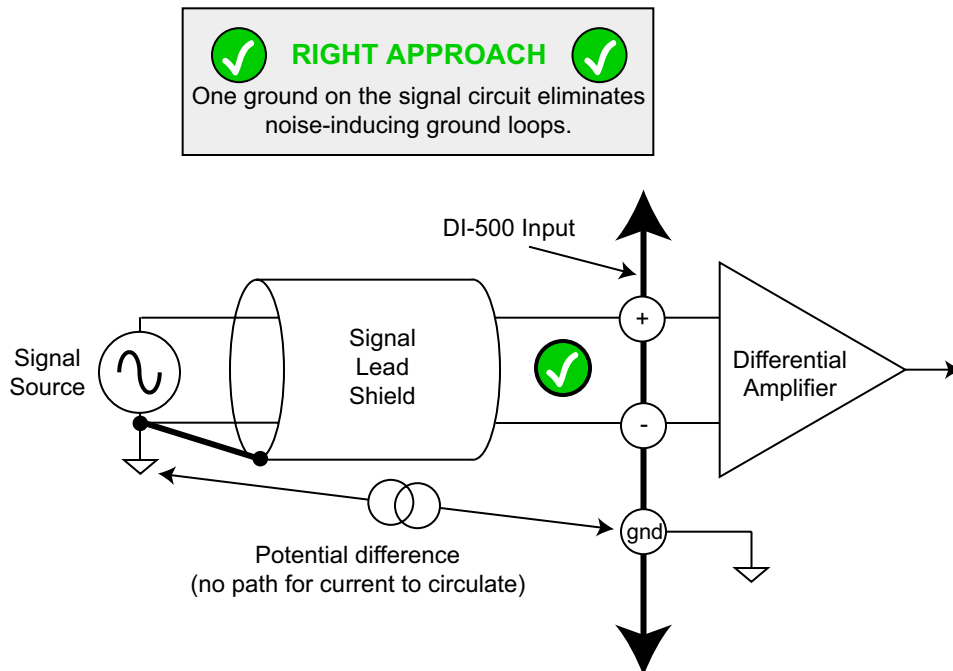 RIGHT APPROACH
One ground on the signal circuit eliminates
noise-inducing ground loops.
DI-500 Input
Signal
Source
Signal
Lead
Shield
+
-
gnd
Differential
Amplifier
Potential difference
(no path for current to circulate)